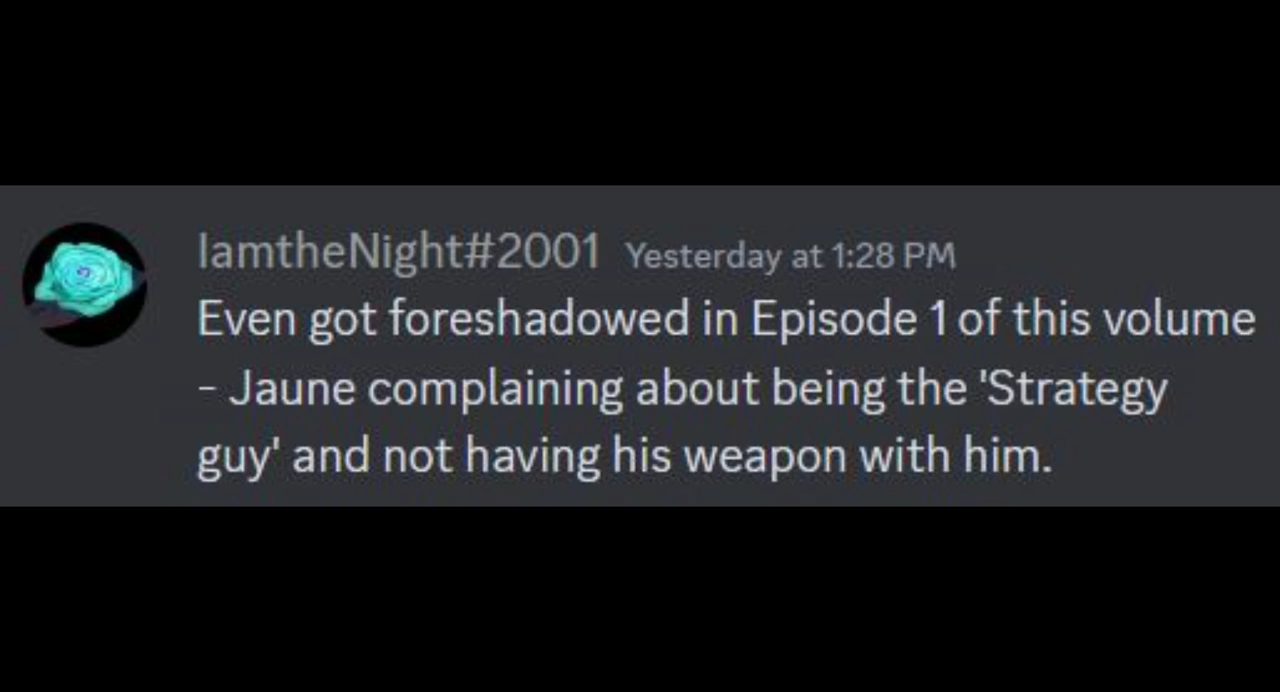 IamtheNight#2001 Yesterday at 1:28 PM
Even got foreshadowed in Episode 1 of this volume
- Jaune complaining about being the 'Strategy
guy' and not having his weapon with him.